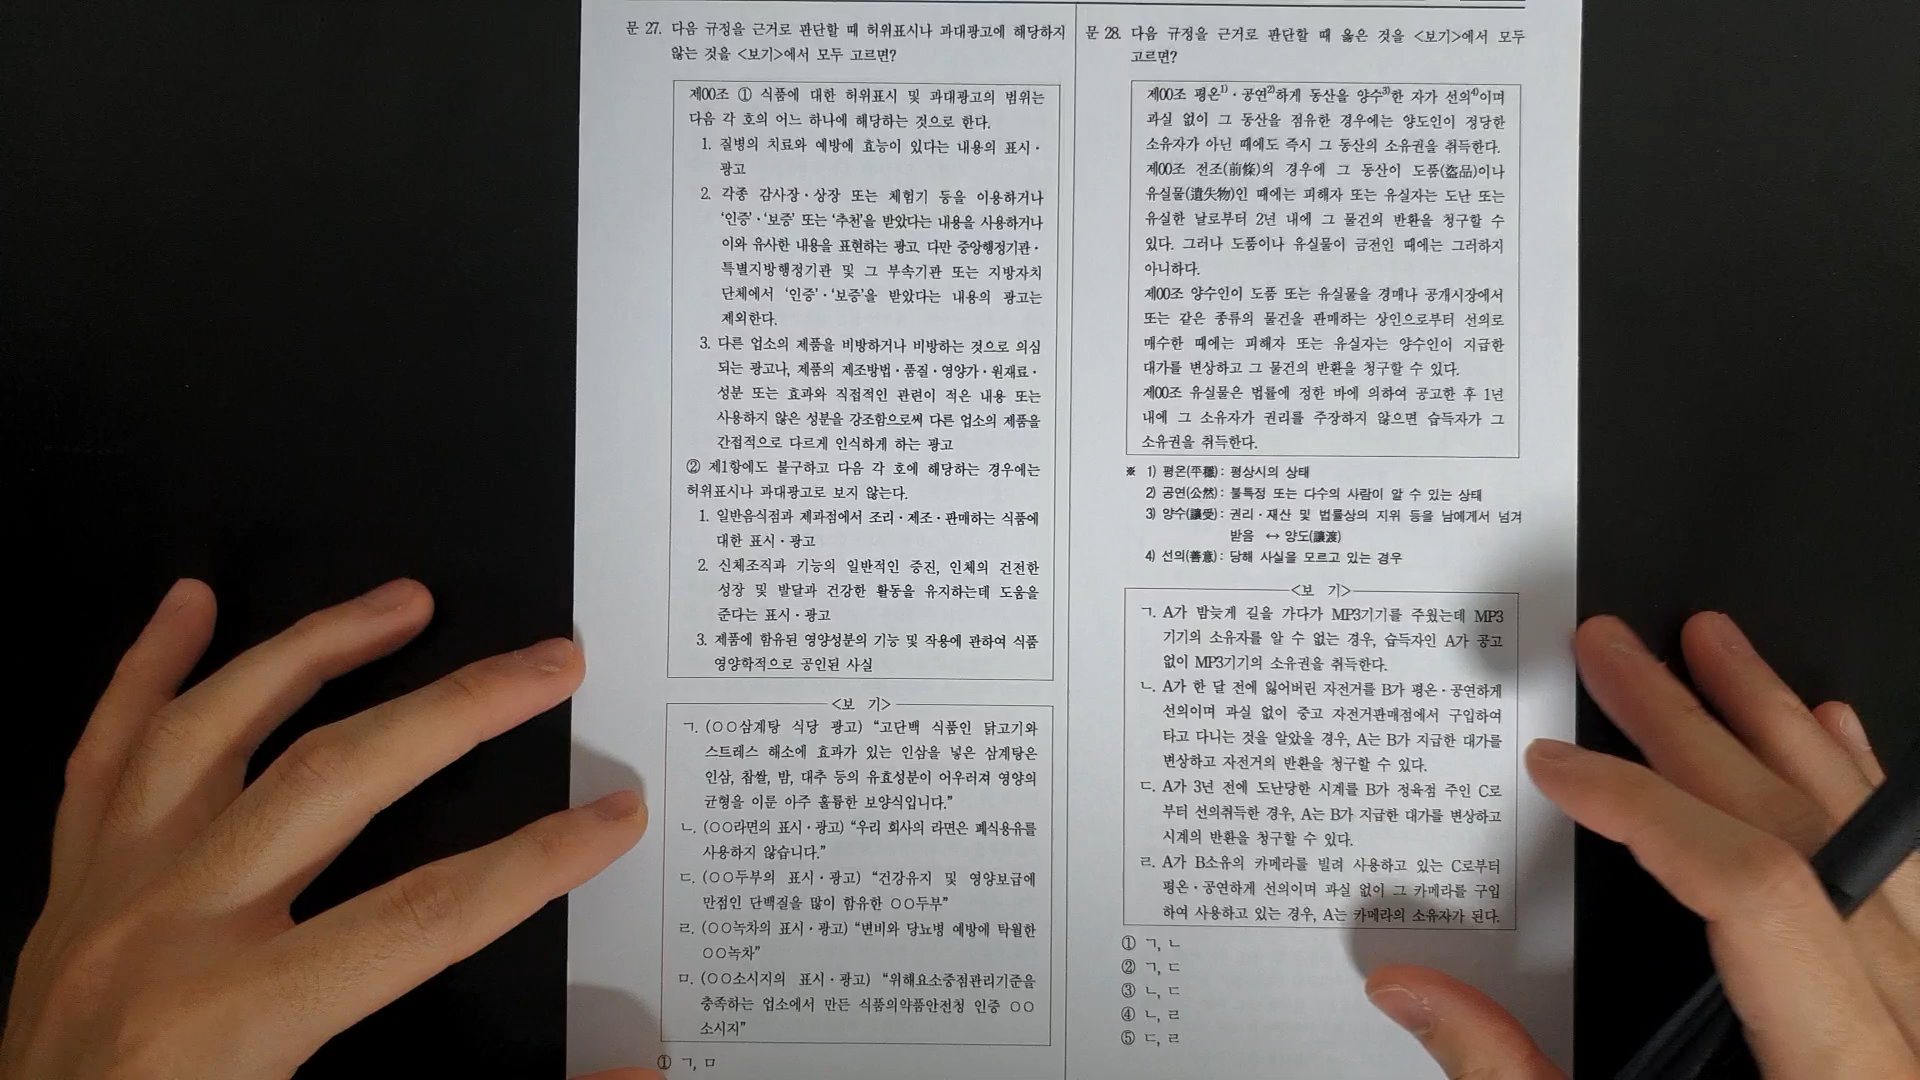 문 27. 다음 규정을 근거로 판단할 때 허위표시나 과대광고에 해당하지
않는 것을 <보기>에서 모두 고르면?
제00조 ① 식품에 대한 허위표시 및 과대광고의 범위는
다음 각 호의 어느 하나에 해당하는 것으로 한다.
1. 질병의 치료와 예방에 효능이 있다는 내용의 표시·
광고
2. 각종 감사장·상장 또는 체험기 등을 이용하거나
‘인증’·‘보증’ 또는 ‘추천’을 받았다는 내용을 사용하거나
이와 유사한 내용을 표현하는 광고. 다만 중앙행정기관·
특별지방행정기관 및 그 부속기관 또는 지방자치
단체에서 ‘인증’·‘보증’을 받았다는 내용의 광고는
제외한다.
3. 다른 업소의 제품을 비방하거나 비방하는 것으로 의심
되는 광고나, 제품의 제조방법·품질·영양가·원재료·
성분 또는 효과와 직접적인 관련이 적은 내용 또는
사용하지 않은 성분을 강조함으로써 다른 업소의 제품을
간접적으로 다르게 인식하게 하는 광고
② 제1항에도 불구하고 다음 각 호에 해당하는 경우에는
허위표시나 과대광고로 보지 않는다.
1. 일반음식점과 제과점에서 조리·제조·판매하는 식품에
대한 표시·광고
2. 신체조직과 기능의 일반적인 증진, 인체의 건전한
성장 및 발달과 건강한 활동을 유지하는데 도움을
준다는 표시·광고
3. 제품에 함유된 영양성분의 기능 및 작용에 관하여 식품
영양학적으로 공인된 사실
<보 기>
ㄱ. (○○삼계탕 식당 광고) “고단백 식품인 닭고기와
스트레스 해소에 효과가 있는 인삼을 넣은 삼계탕은
인삼, 찹쌀, 밤, 대추 등의 유효성분이 어우러져 영양의
균형을 이룬 아주 훌륭한 보양식입니다.”
ㄴ. (○○라면의 표시·광고) “우리 회사의 라면은 폐식용유를
사용하지 않습니다.”
ㄷ. (○○두부의 표시·광고) “건강유지 및 영양보급에
만점인 단백질을 많이 함유한 ○○두부”
ㄹ. (○○녹차의 표시·광고) “변비와 당뇨병 예방에 탁월한
○○녹차”
ㅁ. (○○소시지의 표시·광고) “위해요소중점관리기준을
충족하는 업소에서 만든 식품의약품안전청 인증 ○○
소시지”
① ㄱ, ㅁ
문 28. 다음 규정을 근거로 판단할 때 옳은 것을 <보기>에서 모두
고르면?
제00조 평온1)·공연2)하게 동산을 양수3)한 자가 선의4)이며
과실 없이 그 동산을 점유한 경우에는 양도인이 정당한
소유자가 아닌 때에도 즉시 그 동산의 소유권을 취득한다.
제00조 전조(前條)의 경우에 그 동산이 도품(盜品)이나
유실물(遺失物)인 때에는 피해자 또는 유실자는 도난 또는
유실한 날로부터 2년 내에 그 물건의 반환을 청구할 수
있다. 그러나 도품이나 유실물이 금전인 때에는 그러하지
아니하다.
제00조 양수인이 도품 또는 유실물을 경매나 공개시장에서
또는 같은 종류의 물건을 판매하는 상인으로부터 선의로
매수한 때에는 피해자 또는 유실자는 양수인이 지급한
대가를 변상하고 그 물건의 반환을 청구할 수 있다.
제00조 유실물은 법률에 정한 바에 의하여 공고한 후 1년
내에 그 소유자가 권리를 주장하지 않으면 습득자가 그
소유권을 취득한다.
※ 1) 평온(平穩): 평상시의 상태
2) 공연(公然): 불특정 또는 다수의 사람이 알 수 있는 상태
3) 양수(讓受): 권리·재산 및 법률상의 지위 등을 남에게서 넘겨
받음 ↔ 양도(讓渡)
4) 선의(善意): 당해 사실을 모르고 있는 경우
<보 기>
ㄱ. A가 밤늦게 길을 가다가 MP3기기를 주웠는데 MP3
기기의 소유자를 알 수 없는 경우, 습득자인 A가 공고
없이 MP3기기의 소유권을 취득한다.
ㄴ. A가 한 달 전에 잃어버린 자전거를 B가 평온·공연하게
선의이며 과실 없이 중고 자전거판매점에서 구입하여
타고 다니는 것을 알았을 경우, A는 B가 지급한 대가를
변상하고 자전거의 반환을 청구할 수 있다.
ㄷ. A가 3년 전에 도난당한 시계를 B가 정육점 주인 C로
부터 선의취득한 경우, A는 B가 지급한 대가를 변상하고
시계의 반환을 청구할 수 있다.
ㄹ. A가 B소유의 카메라를 빌려 사용하고 있는 C로부터
평온·공연하게 선의이며 과실 없이 그 카메라를 구입
하여 사용하고 있는 경우, A는 카메라의 소유자가 된다.
① ㄱ, ㄴ
② ㄱ, ㄷ
③ ㄴ, ㄷ
④ ㄴ, ㄹ
⑤ ㄷ, ㄹ